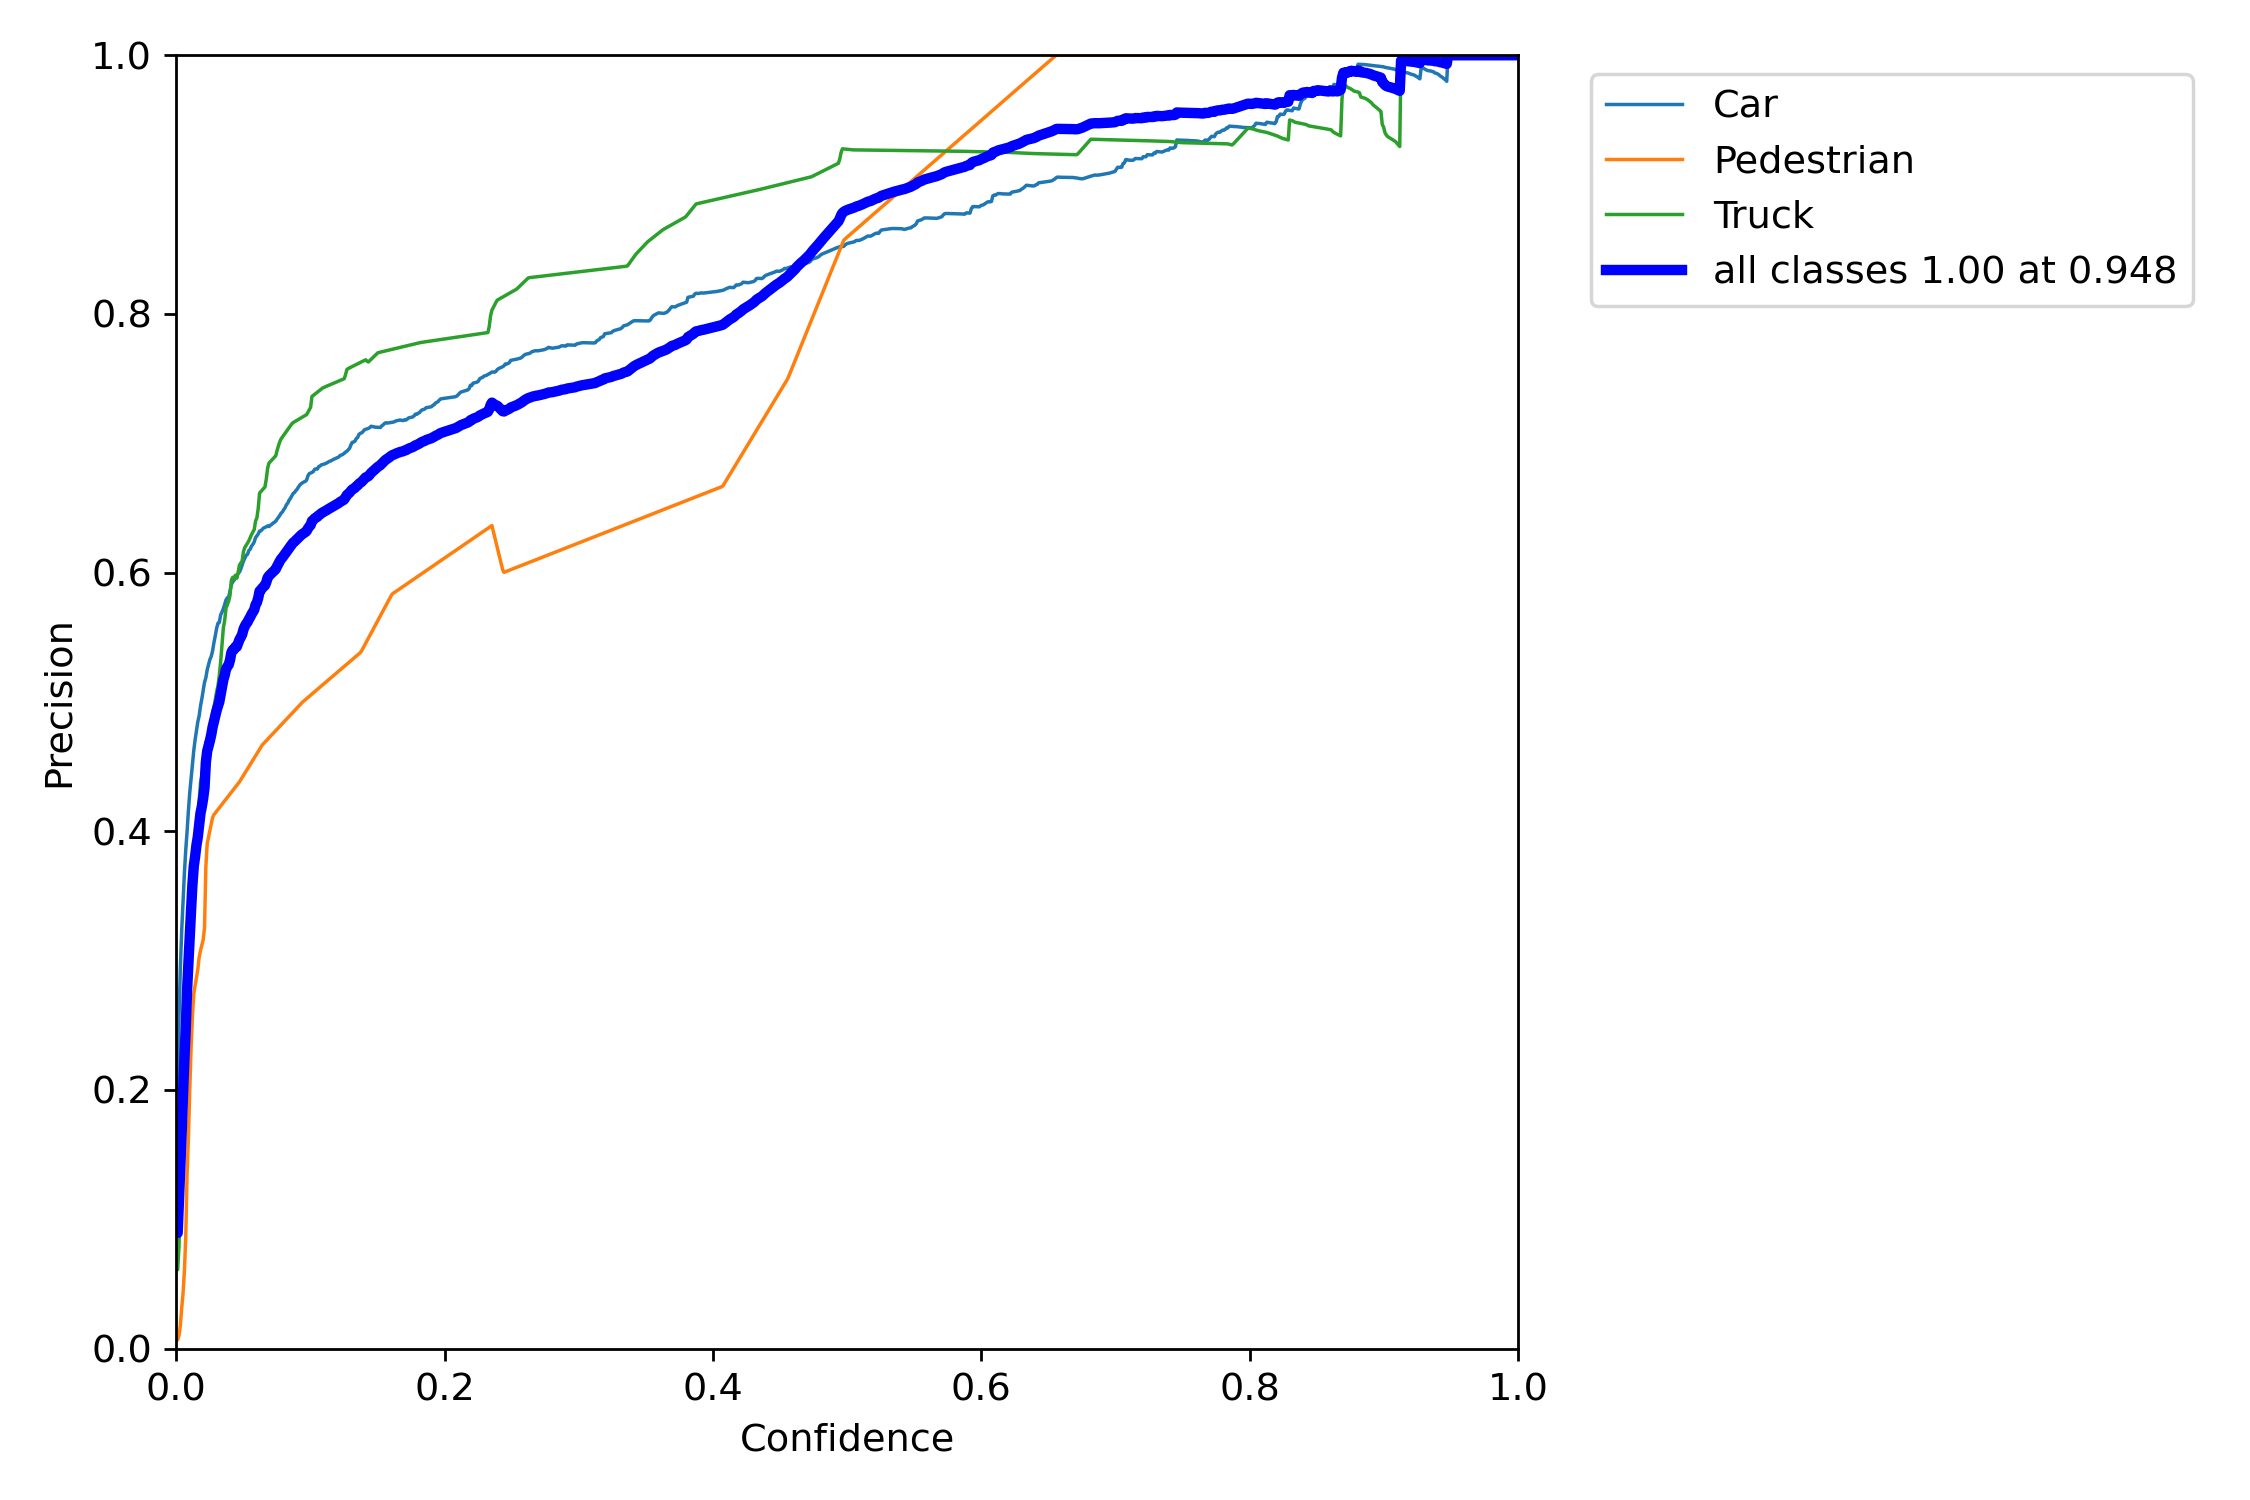 1.0
0.8
0.6
0.4
0.2
0.0
Precision
0.0 0.2 0.4 0.6 0.8 1.0
Confidence
Car
Pedestrian
Truck
all classes 1.00 at 0.948